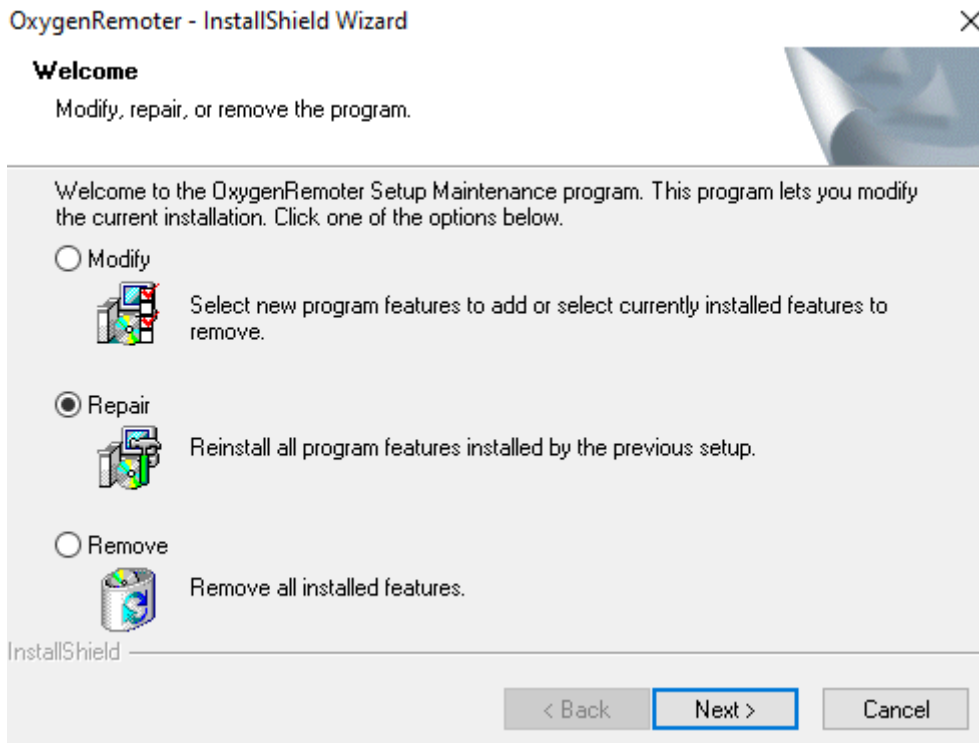 OxygenRemoter - InstallShield Wizard
Welcome
Modify, repair, or remove the program.
Welcome to the OxygenRemoter Setup Maintenance program. This program lets you modify
the current installation. Click one of the options below.
Modify
Select new program features to add or select currently installed features to
remove.
Repair
Reinstall all program features installed by the previous setup.
Remove
Remove all installed features.
InstallShield
< Back
Next >
Cancel